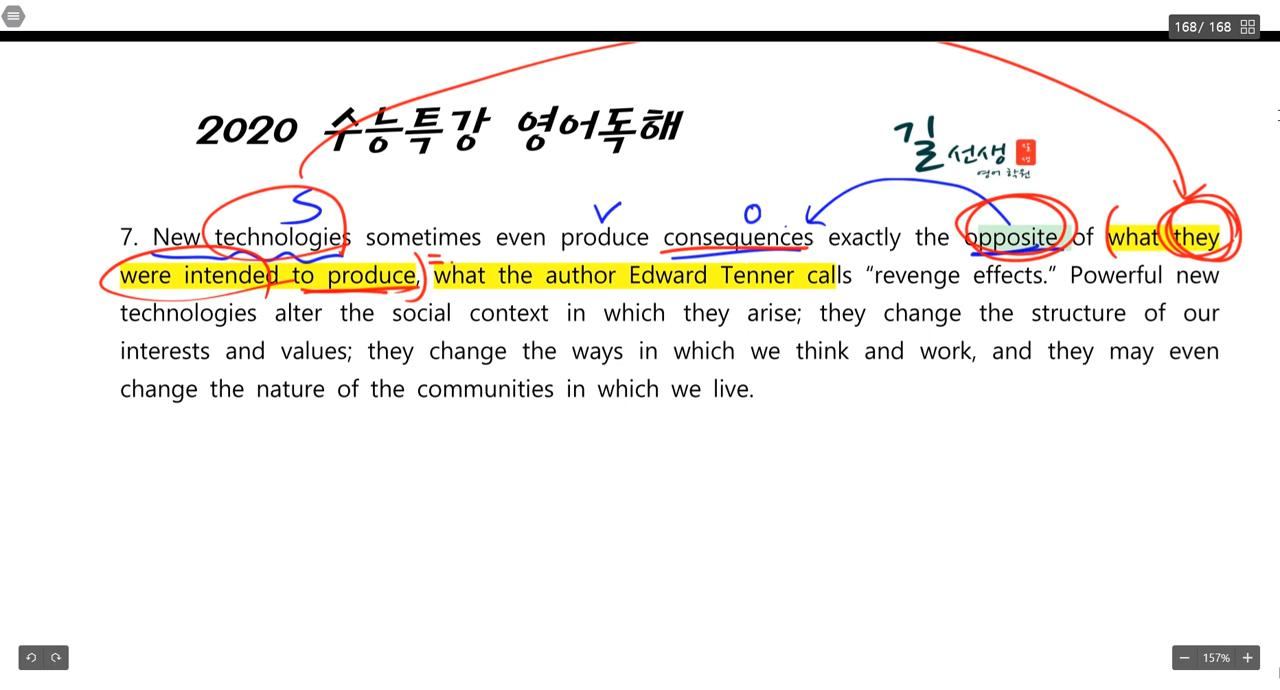 168/ 168
2020 수능특강 영어독해
길선생
영어 학원
S V O
7. New technologies sometimes even produce consequences exactly the opposite of what they
were intended to produce, what the author Edward Tenner calls “revenge effects.” Powerful new
technologies alter the social context in which they arise; they change the structure of our
interests and values; they change the ways in which we think and work, and they may even
change the nature of the communities in which we live.
157%